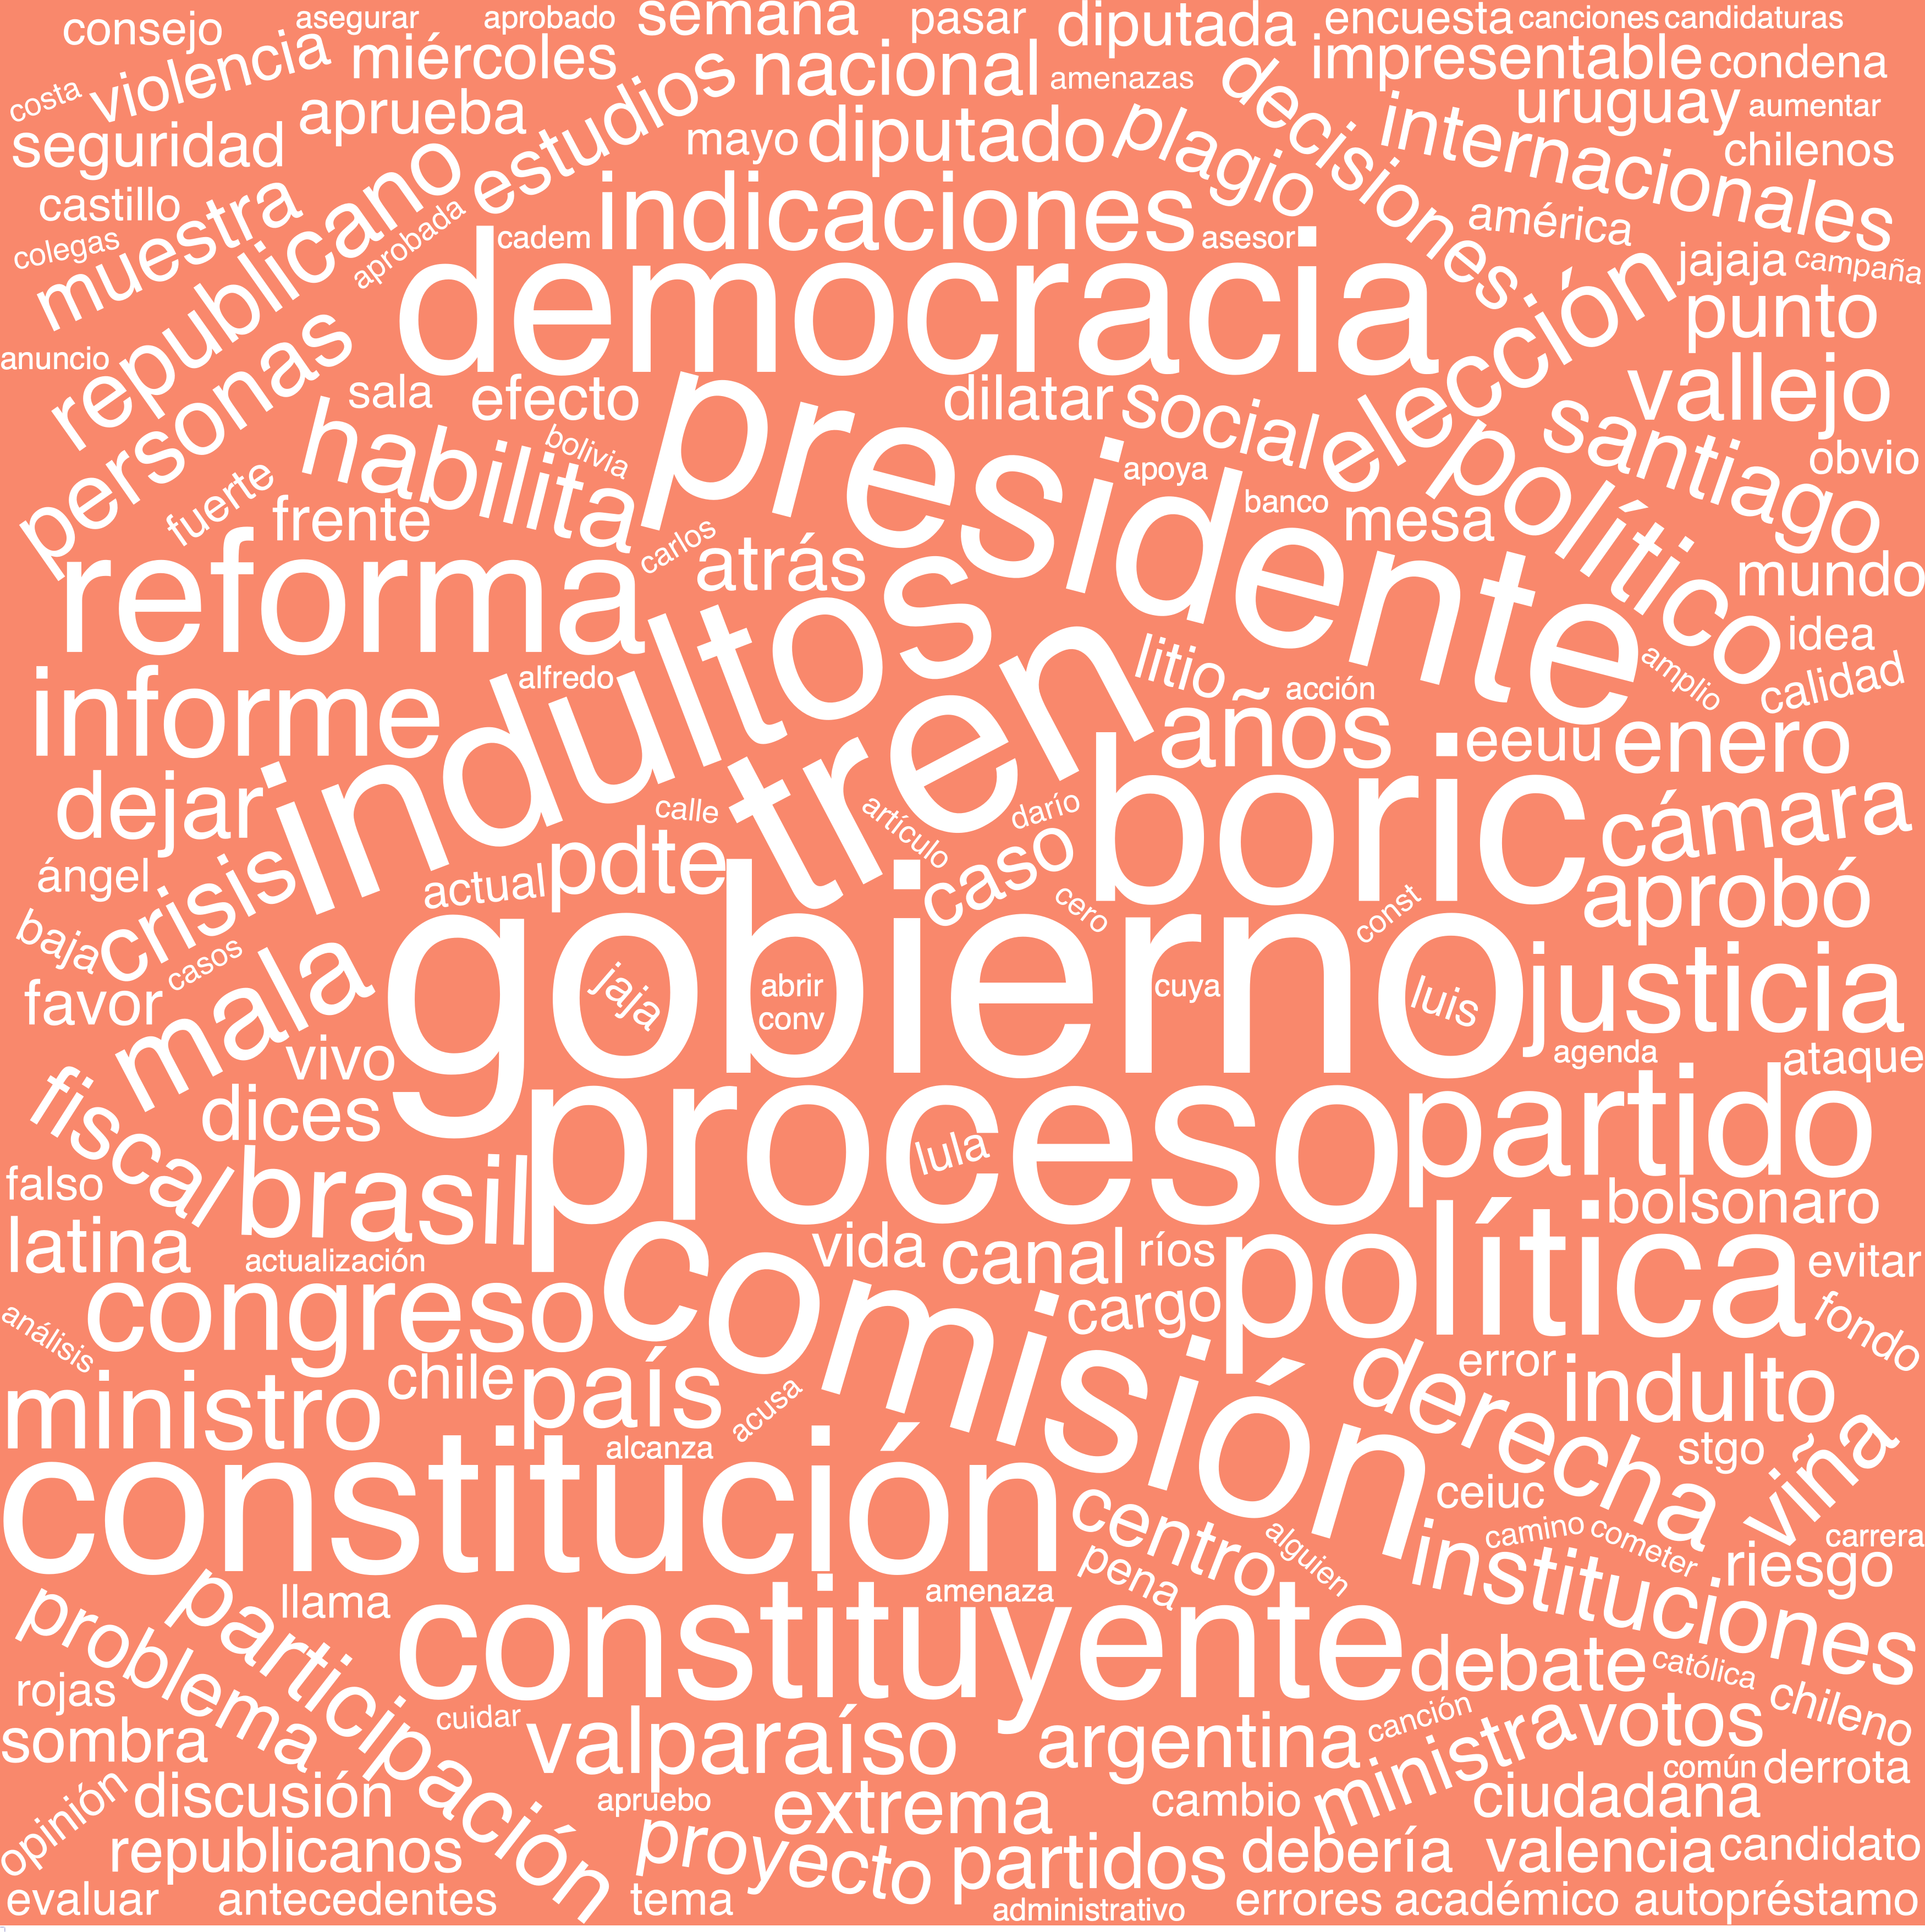 consejo
asegurar
aprobado
semana
pasar
diputada
encuesta
canciones
candidaturas
costa
violencia
miércoles
nacional
amenazas
impresentable
condena
seguridad
aprueba
estudios
mayo
diputado
plagio
decisiones
uruguay
aumentar
internacionales
chilenos
castillo
colegas
muestra
republicano
aprobada
cadem
indicaciones
asesor
américa
jajaja
campaña
democracia
anuncio
personas
sala
efecto
dilatar
social
elección
punto
vallejo
fuerte
habilita
bolivia
presidente
apoya
banco
mesa
político
santiago
obvio
frente
carlos
atrás
mundo
reforma
indultos
tren
litio
acción
amplio
idea
calidad
informe
alfredo
años
eeuu
enero
dejar
calle
artículo
darío
boric
cámara
ángel
crisis
actual
pdte
caso
cero
const
aprobó
baja
casos
favor
mala
gobierno
jaja
abrir
conv
cuya
luis
justicia
vivo
agenda
ataque
fiscal
dices
proceso
lula
partido
falso
brasil
bolsonaro
latina
actualización
comisión
vida
canal
ríos
política
evitar
análisis
congreso
cargo
fondo
ministro
chile
país
acusa
derecha
error
indulto
constitución
alcanza
stgo
viña
ceiuc
centro
pena
alguien
camino
cometer
carrera
instituciones
riesgo
problema
participación
llama
constituyente
amenaza
debate
católica
chileno
rojas
sombra
cuidar
valparaíso
argentina
canción
ministra
votos
común
derrota
opinión
discusión
apruebo
extrema
cambio
ciudadana
republicanos
proyecto
partidos
debería
valencia
candidato
evaluar
antecedentes
tema
administrativo
errores
académico
autopréstamo